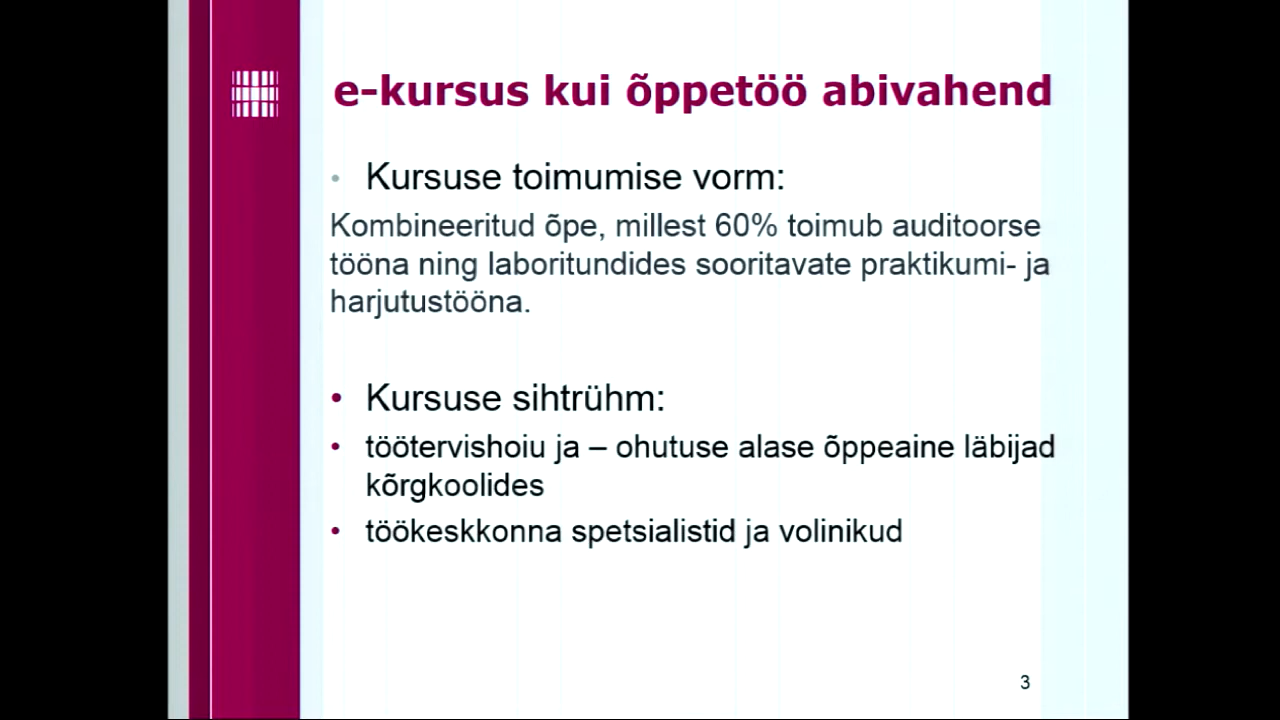 e-kursus kui õppetöö abivahend
• Kursuse toimumise vorm:
Kombineeritud õpe, millest 60% toimub auditoorse
tööna ning laboritundides sooritavate praktikumi- ja
harjutustööna.
• Kursuse sihtrühm:
• töötervishoiu ja – ohutuse alase õppeaine läbijad
kõrgkoolides
• töökeskkonna spetsialistid ja volinikud
3